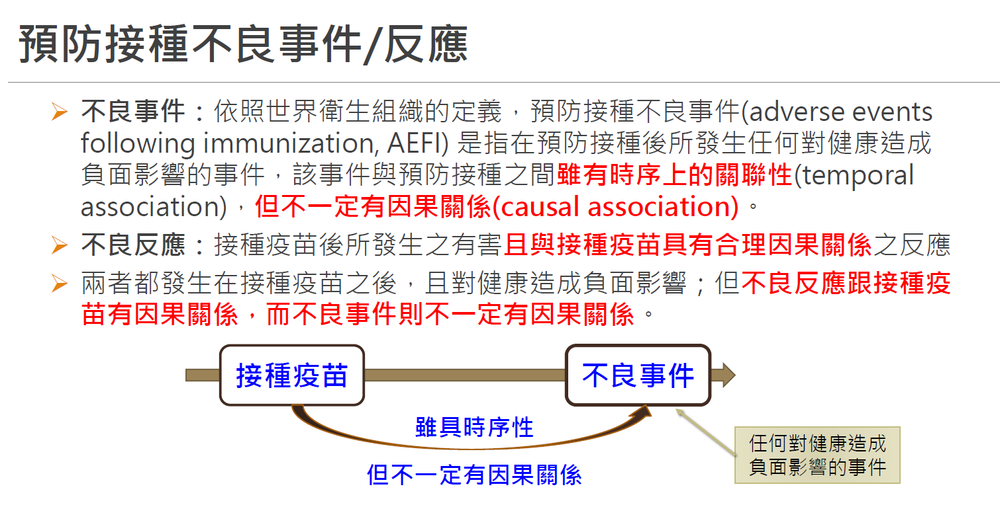 預防接種不良事件/反應
不良事件：依照世界衛生組織的定義，預防接種不良事件(adverse events
following immunization, AEFI) 是指在預防接種後所發生任何對健康造成
負面影響的事件，該事件與預防接種之間雖有時序上的關聯性(temporal
association)，但不一定有因果關係(causal association)。
不良反應：接種疫苗後所發生之有害且與接種疫苗具有合理因果關係之反應
兩者都發生在接種疫苗之後，且對健康造成負面影響；但不良反應跟接種疫
苗有因果關係，而不良事件則不一定有因果關係。
接種疫苗
不良事件
雖具時序性
但不一定有因果關係
任何對健康造成
負面影響的事件